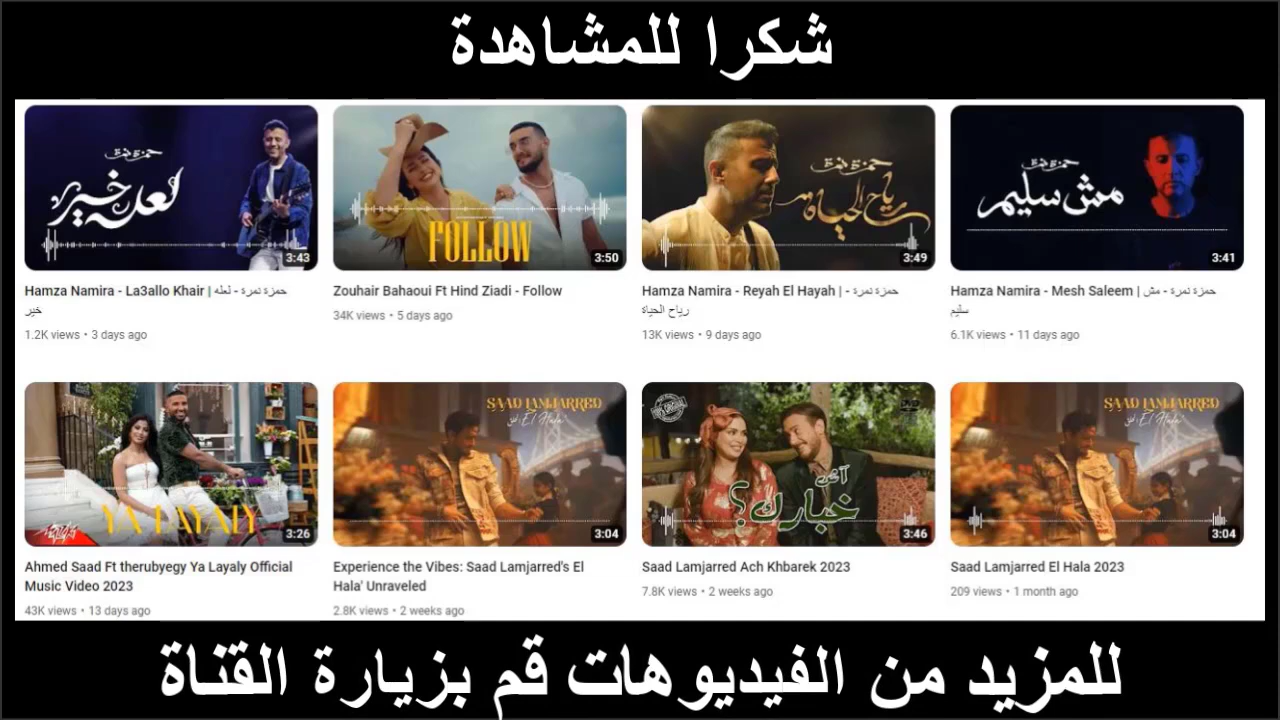 شكرا للمشاهدة
حمزة نمرة
لعله خير
3:43
FOLLOW
3:50
حمزة نمرة
رياح الحياة
3:49
حمزة نمرة
مش سليم
3:41
Hamza Namira - La3allo Khair | حمزة نمرة - لعله
خير
1.2K views • 3 days ago
Zouhair Bahaoui Ft Hind Ziadi - Follow
34K views • 5 days ago
Hamza Namira - Reyah El Hayah | حمزة نمرة -
رياح الحياة
13K views • 9 days ago
Hamza Namira - Mesh Saleem | حمزة نمرة - مش
سليم
6.1K views • 11 days ago
YA LAYALY
3:26
SAAD LAMJARRED
El Hala'
3:04
DVD
خبارك؟
3:46
SAAD LAMJARRED
El Hala'
3:04
Ahmed Saad Ft therubyegy Ya Layaly Official
Music Video 2023
43K views • 13 days ago
Experience the Vibes: Saad Lamjarred's El
Hala' Unraveled
2.8K views • 2 weeks ago
Saad Lamjarred Ach Khbarek 2023
7.8K views • 2 weeks ago
Saad Lamjarred El Hala 2023
209 views • 1 month ago
للمزيد من الفيديوهات قم بزيارة القناة